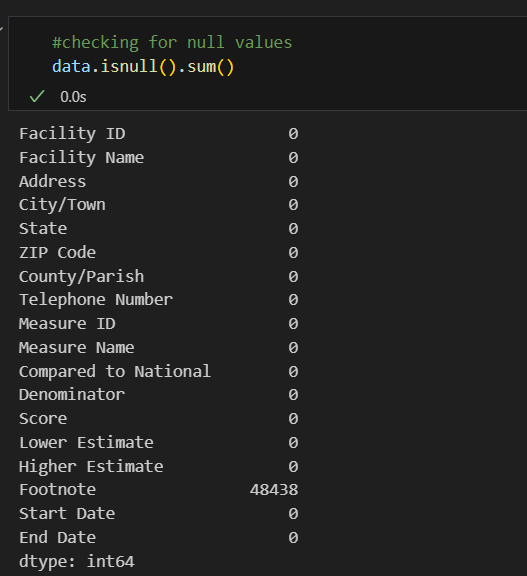 #checking for null values
data.isnull().sum()
0.0s
Facility ID 0
Facility Name 0
Address 0
City/Town 0
State 0
ZIP Code 0
County/Parish 0
Telephone Number 0
Measure ID 0
Measure Name 0
Compared to National 0
Denominator 0
Score 0
Lower Estimate 0
Higher Estimate 0
Footnote 48438
Start Date 0
End Date 0
dtype: int64